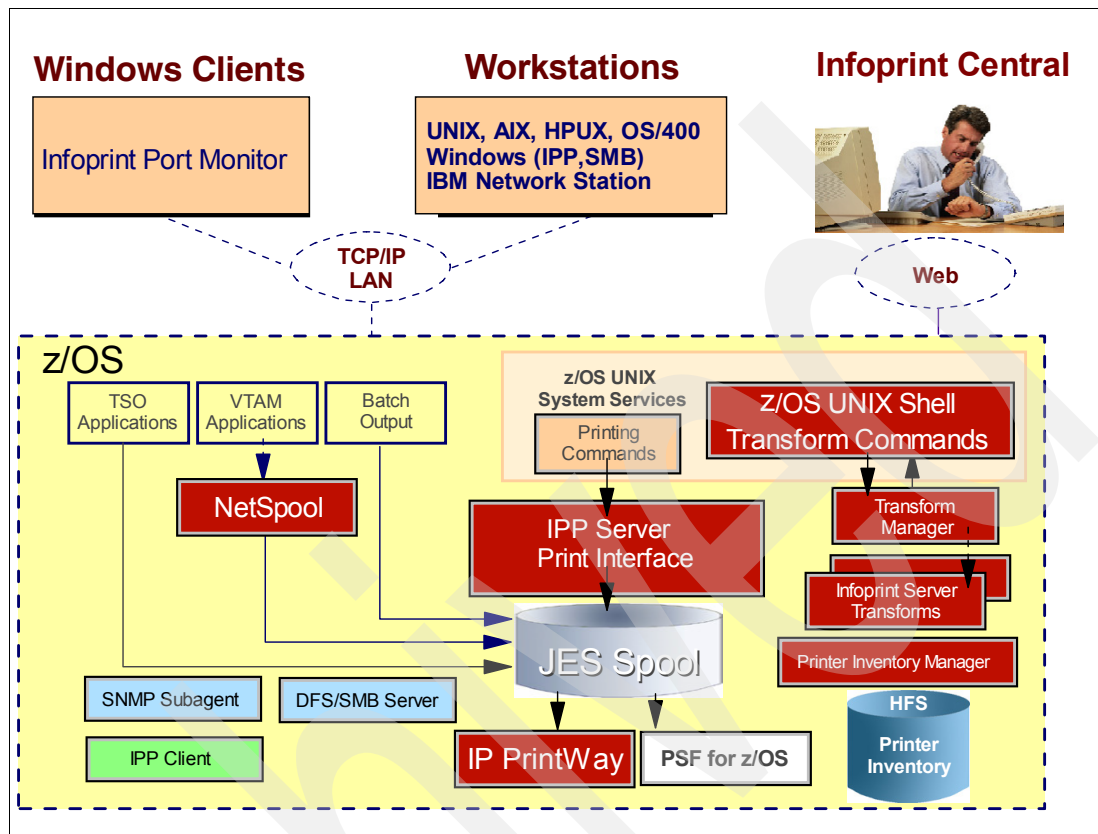 Windows Clients
Workstations
Infoprint Central
Infoprint Port Monitor
UNIX, AIX, HPUX, OS/400
Windows (IPP,SMB)
IBM Network Station
TCP/IP
LAN
Web
z/OS
TSO
Applications
VTAM
Applications
Batch
Output
z/OS UNIX
System Services
Printing
Commands
z/OS UNIX Shell
Transform Commands
NetSpool
IPP Server
Print Interface
Transform
Manager
Infoprint Server
Transforms
JES Spool
Printer Inventory Manager
SNMP Subagent
DFS/SMB Server
HFS
Printer
Inventory
IPP Client
IP PrintWay
PSF for z/OS